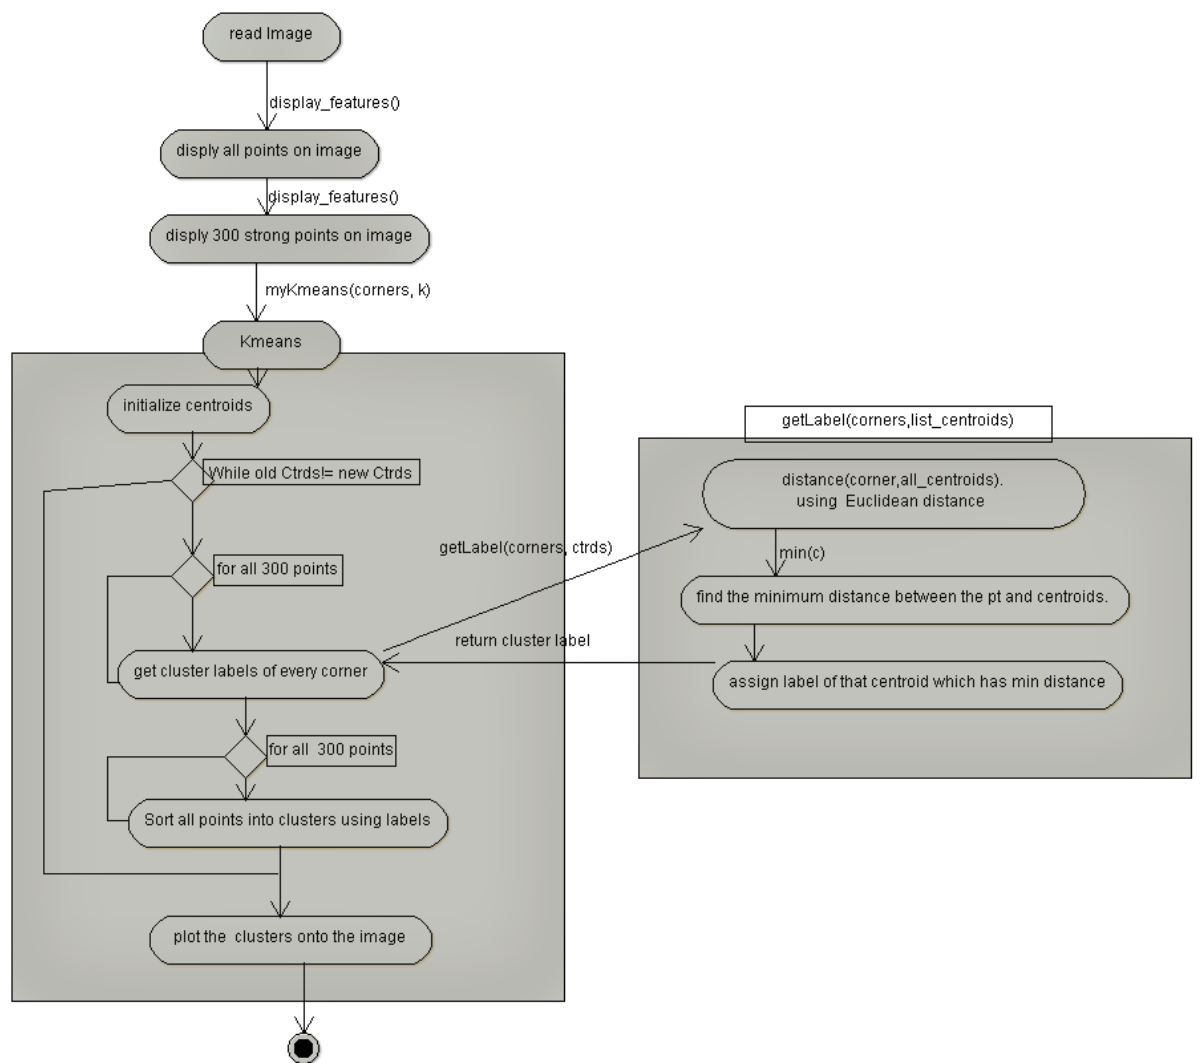 read Image
display_features()
disply all points on image
display_features()
disply 300 strong points on image
myKmeans(corners, k)
Kmeans
initialize centroids
While old Ctrds!= new Ctrds
for all 300 points
getLabel(corners, ctrds)
return cluster label
get cluster labels of every corner
for all  300 points
Sort all points into clusters using labels
plot the  clusters onto the image
getLabel(corners,list_centroids)
distance(corner,all_centroids).
using  Euclidean distance
min(c)
find the minimum distance between the pt and centroids.
assign label of that centroid which has min distance